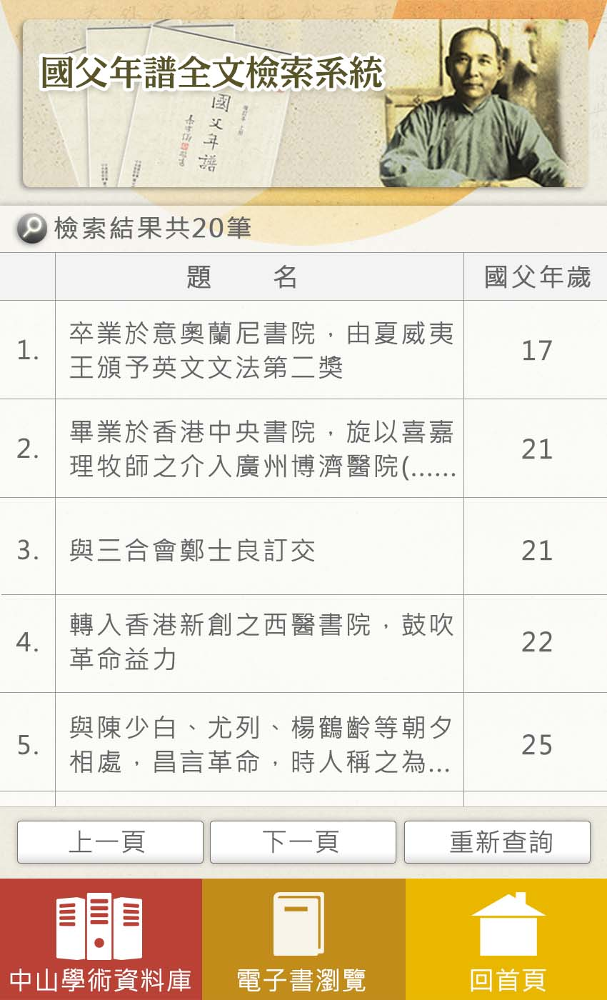 國父年譜全文檢索系統
國父年譜
檢索結果共20筆
題 名 國父年歲
1. 卒業於意奧蘭尼書院，由夏威夷
王頒予英文文法第二獎 17
2. 畢業於香港中央書院，旋以喜嘉
理牧師之介入廣州博濟醫院(...... 21
3. 與三合會鄭士良訂交 21
4. 轉入香港新創之西醫書院，鼓吹
革命益力 22
5. 與陳少白、尤列、楊鶴齡等朝夕
相處，昌言革命，時人稱之為... 25
上一頁 下一頁 重新查詢
中山學術資料庫 電子書瀏覽 回首頁